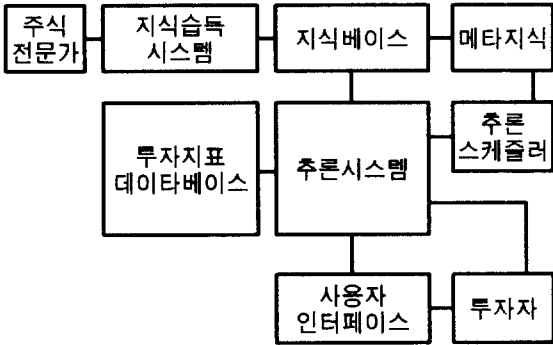 주식
전문가
지식습득
시스템
지식베이스
메타지식
투자지표
데이타베이스
추론시스템
추론
스케쥴러
사용자
인터페이스
투자자